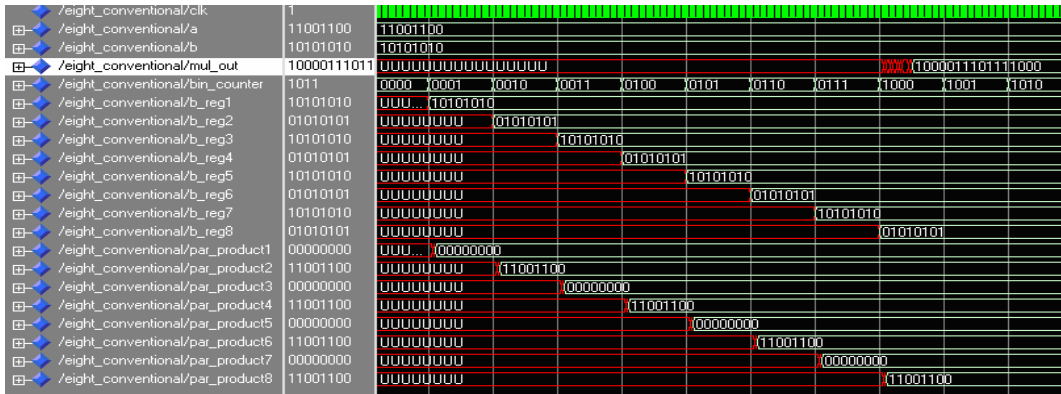 /eight_conventional/clk 1
/eight_conventional/a 11001100 11001100
/eight_conventional/b 10101010 10101010
/eight_conventional/mul_out 10000111011 UUUUUUUUUUUUUUUU 1000011101111000
/eight_conventional/bin_counter 1011 0000 0001 0010 0011 0100 0101 0110 0111 1000 1001 1010
/eight_conventional/b_reg1 10101010 UUU... 10101010
/eight_conventional/b_reg2 01010101 UUUUUUUU 01010101
/eight_conventional/b_reg3 10101010 UUUUUUUU 10101010
/eight_conventional/b_reg4 01010101 UUUUUUUU 01010101
/eight_conventional/b_reg5 10101010 UUUUUUUU 10101010
/eight_conventional/b_reg6 01010101 UUUUUUUU 01010101
/eight_conventional/b_reg7 10101010 UUUUUUUU 10101010
/eight_conventional/b_reg8 01010101 UUUUUUUU 01010101
/eight_conventional/par_product1 00000000 UUU... 00000000
/eight_conventional/par_product2 11001100 UUUUUUUU 11001100
/eight_conventional/par_product3 00000000 UUUUUUUU 00000000
/eight_conventional/par_product4 11001100 UUUUUUUU 11001100
/eight_conventional/par_product5 00000000 UUUUUUUU 00000000
/eight_conventional/par_product6 11001100 UUUUUUUU 11001100
/eight_conventional/par_product7 00000000 UUUUUUUU 00000000
/eight_conventional/par_product8 11001100 UUUUUUUU 11001100